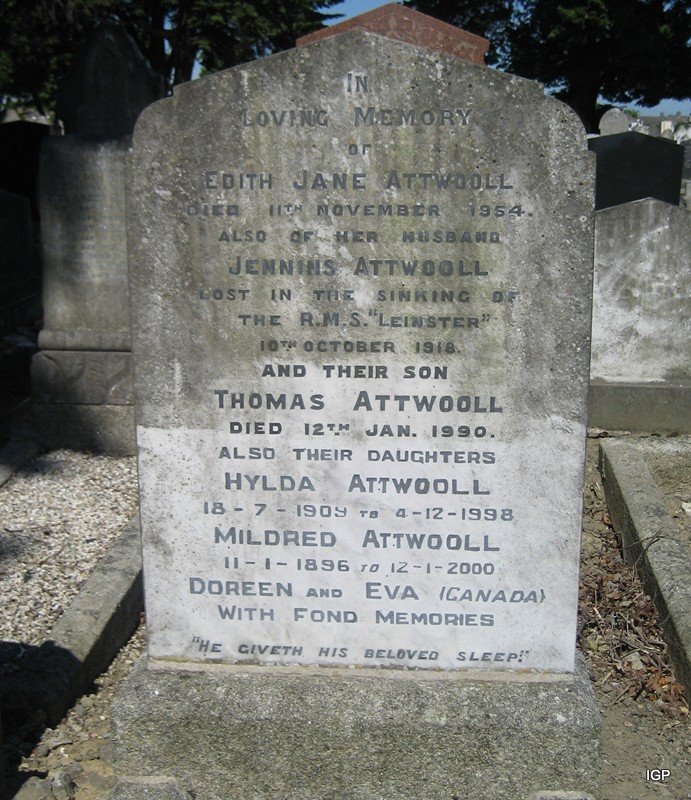 IN
LOVING MEMORY
OF
EDITH JANE ATTWOOLL
DIED 11TH NOVEMBER 1954.
ALSO OF HER HUSBAND
JENNINS ATTWOOLL
LOST IN THE SINKING OF
THE R.M.S. "LEINSTER"
10TH OCTOBER 1918.
AND THEIR SON
THOMAS ATTWOOLL
DIED 12TH JAN. 1990.
ALSO THEIR DAUGHTERS
HYLDA ATTWOOLL
18-7-1909 TO 4-12-1998
MILDRED ATTWOOLL
11-1-1896 TO 12-1-2000
DOREEN AND EVA (CANADA)
WITH FOND MEMORIES
"HE GIVETH HIS BELOVED SLEEP."
IGP